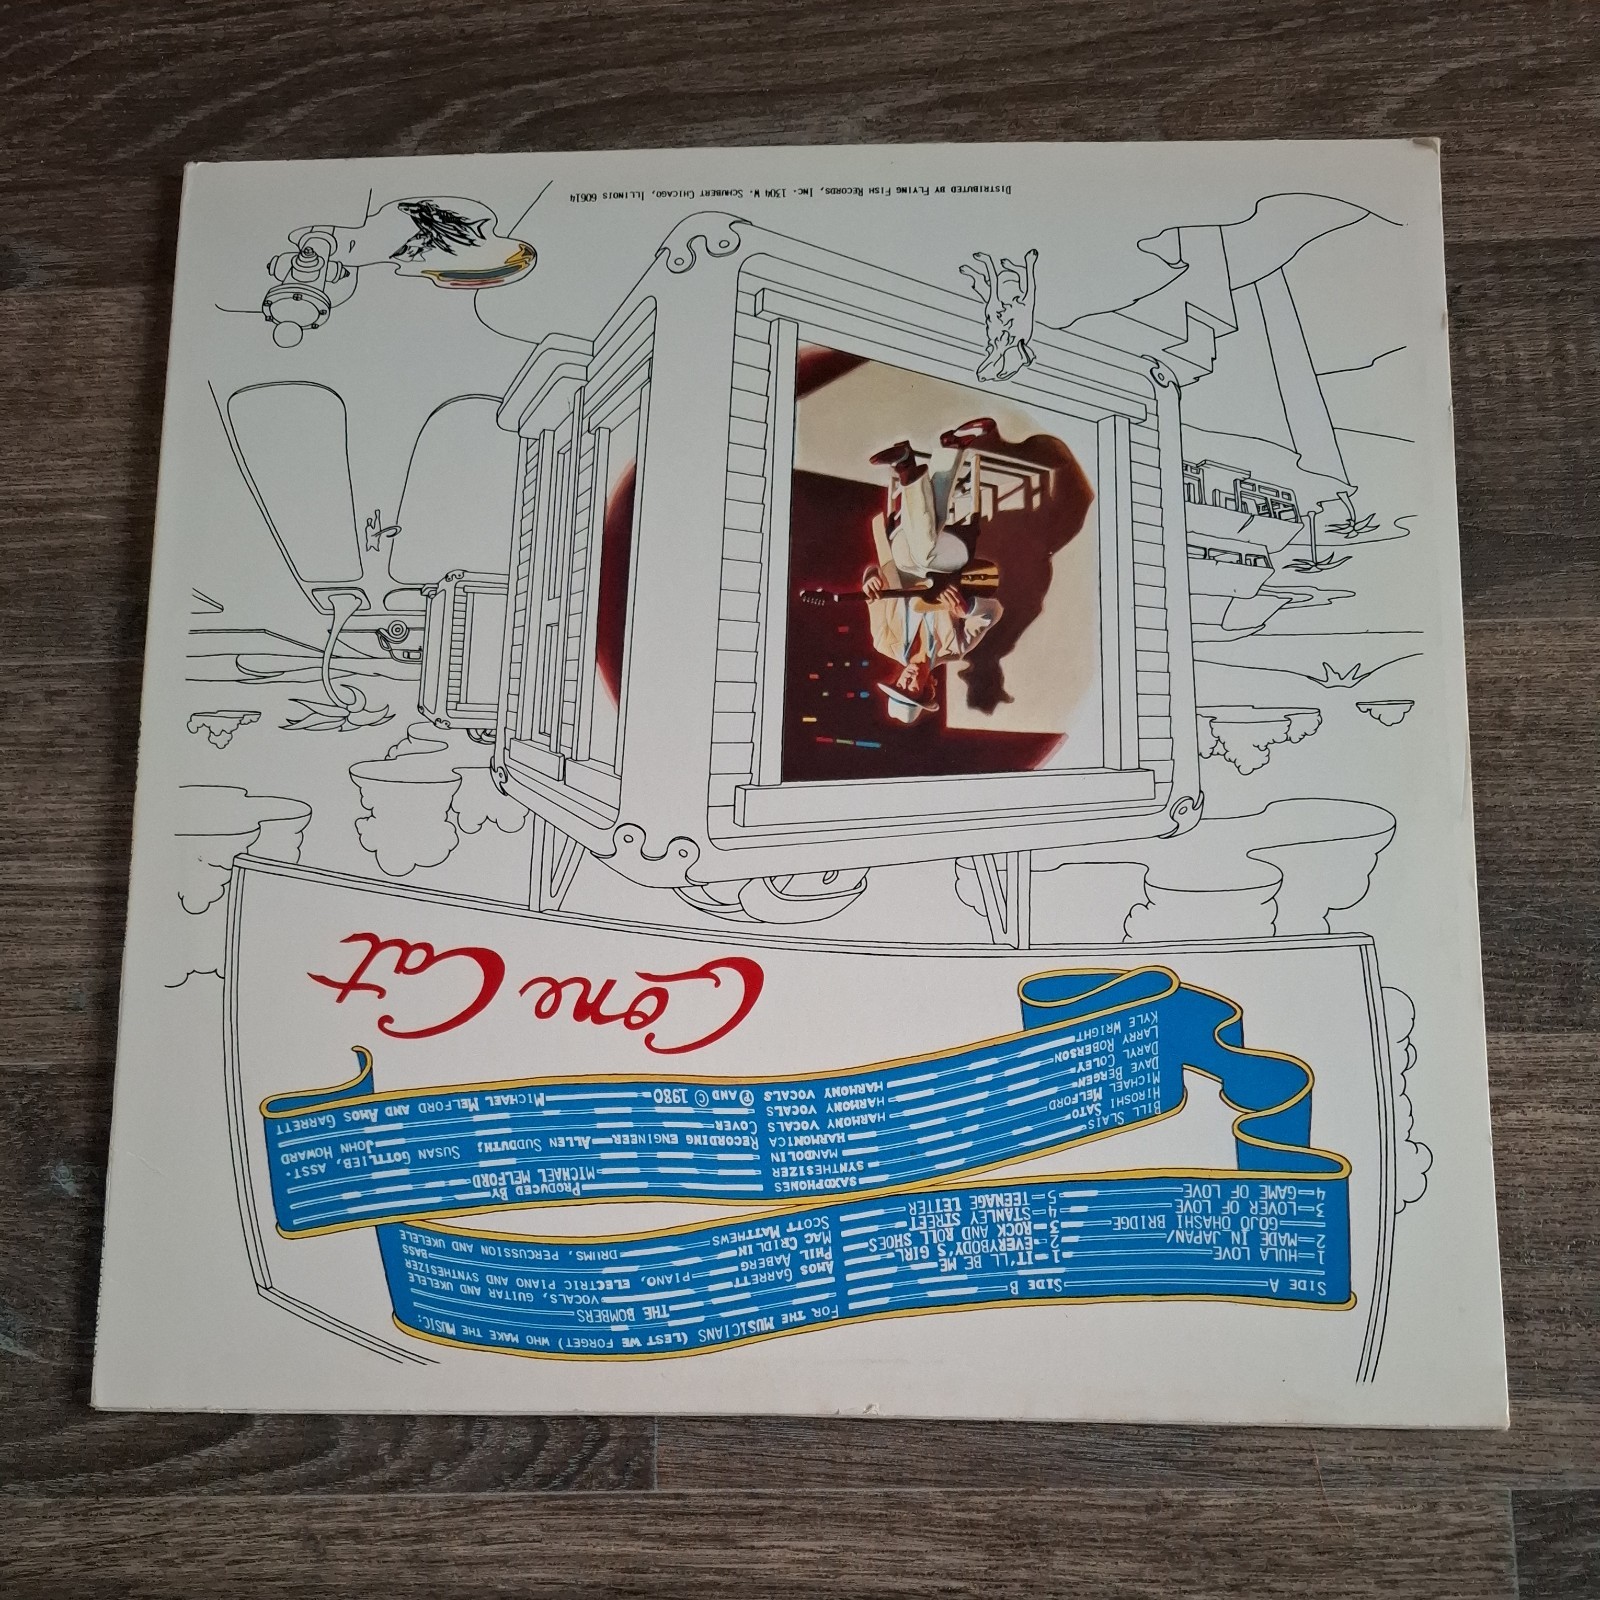 FOR THE MUSICIANS (LEST WE FORGET) WHO MAKE THE MUSIC:
THE BOMBERS
AMOS GARRETT VOCALS, GUITAR AND UKELELE
PHIL AABERG PIANO, ELECTRIC PIANO AND SYNTHESIZER
MAC CRIDLIN BASS
SCOTT MATTHEWS DRUMS, PERCUSSION AND UKELELE
SIDE A
1 HULA LOVE
2 MADE IN JAPAN/
GOJO OHASHI BRIDGE
3 LOVER OF LOVE
4 GAME OF LOVE
SIDE B
1 IT'LL BE ME
2 EVERYBODY'S GIRL
3 ROCK AND ROLL SHOES
4 STANLEY STREET
5 TEENAGE LETTER
BILL SLAIS SAXOPHONES
HIROSHI SATO SYNTHESIZER
MICHAEL MELFORD MANDOLIN
DAVE BERGEN HARMONICA
DARYL COLEY HARMONY VOCALS
LARRY ROBERSON HARMONY VOCALS
KYLE WRIGHT HARMONY VOCALS
PRODUCED BY MICHAEL MELFORD
RECORDING ENGINEER ALLEN SUDDUTH; SUSAN GOTTLIEB, ASST.
COVER JOHN HOWARD
℗ AND © 1980 MICHAEL MELFORD AND AMOS GARRETT
Gone Cat
DISTRIBUTED BY FLYING FISH RECORDS, INC. 1304 W. SCHUBERT CHICAGO, ILLINOIS 60614